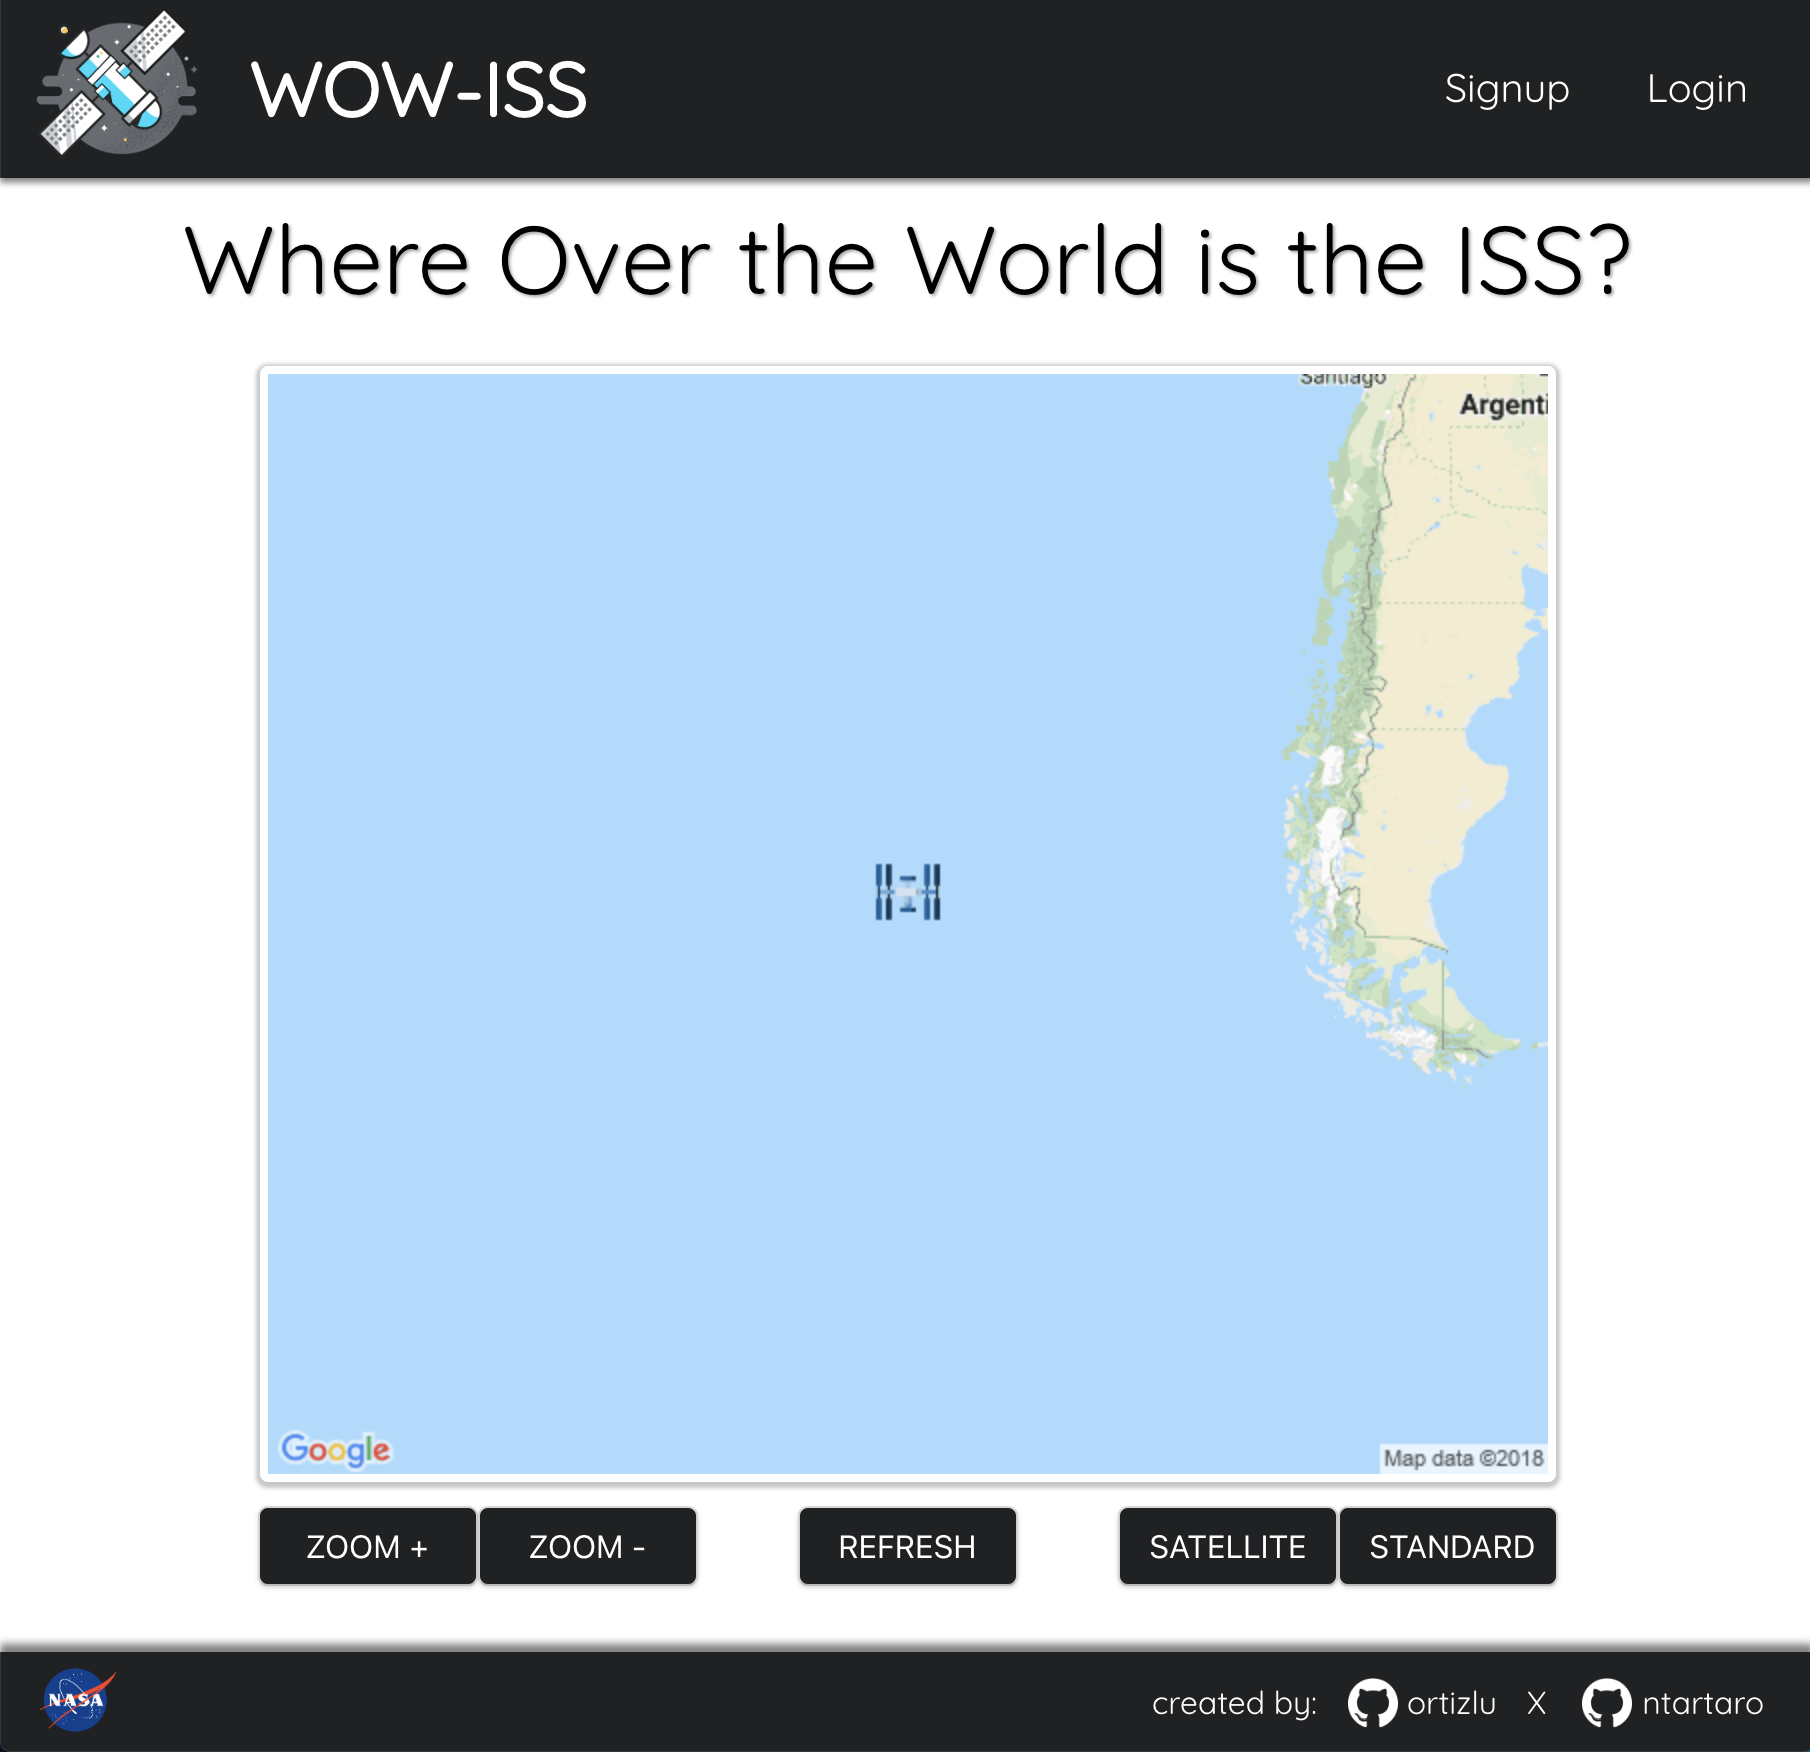 WOW-ISS
Signup
Login
Where Over the World is the ISS?
Santiago
Argenti
Google
Map data ©2018
ZOOM +
ZOOM -
REFRESH
SATELLITE
STANDARD
NASA
created by: ortizlu X ntartaro